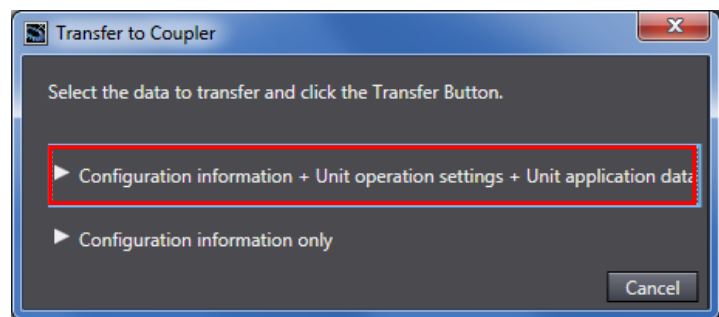 Transfer to Coupler
Select the data to transfer and click the Transfer Button.
Configuration information + Unit operation settings + Unit application data
Configuration information only
Cancel